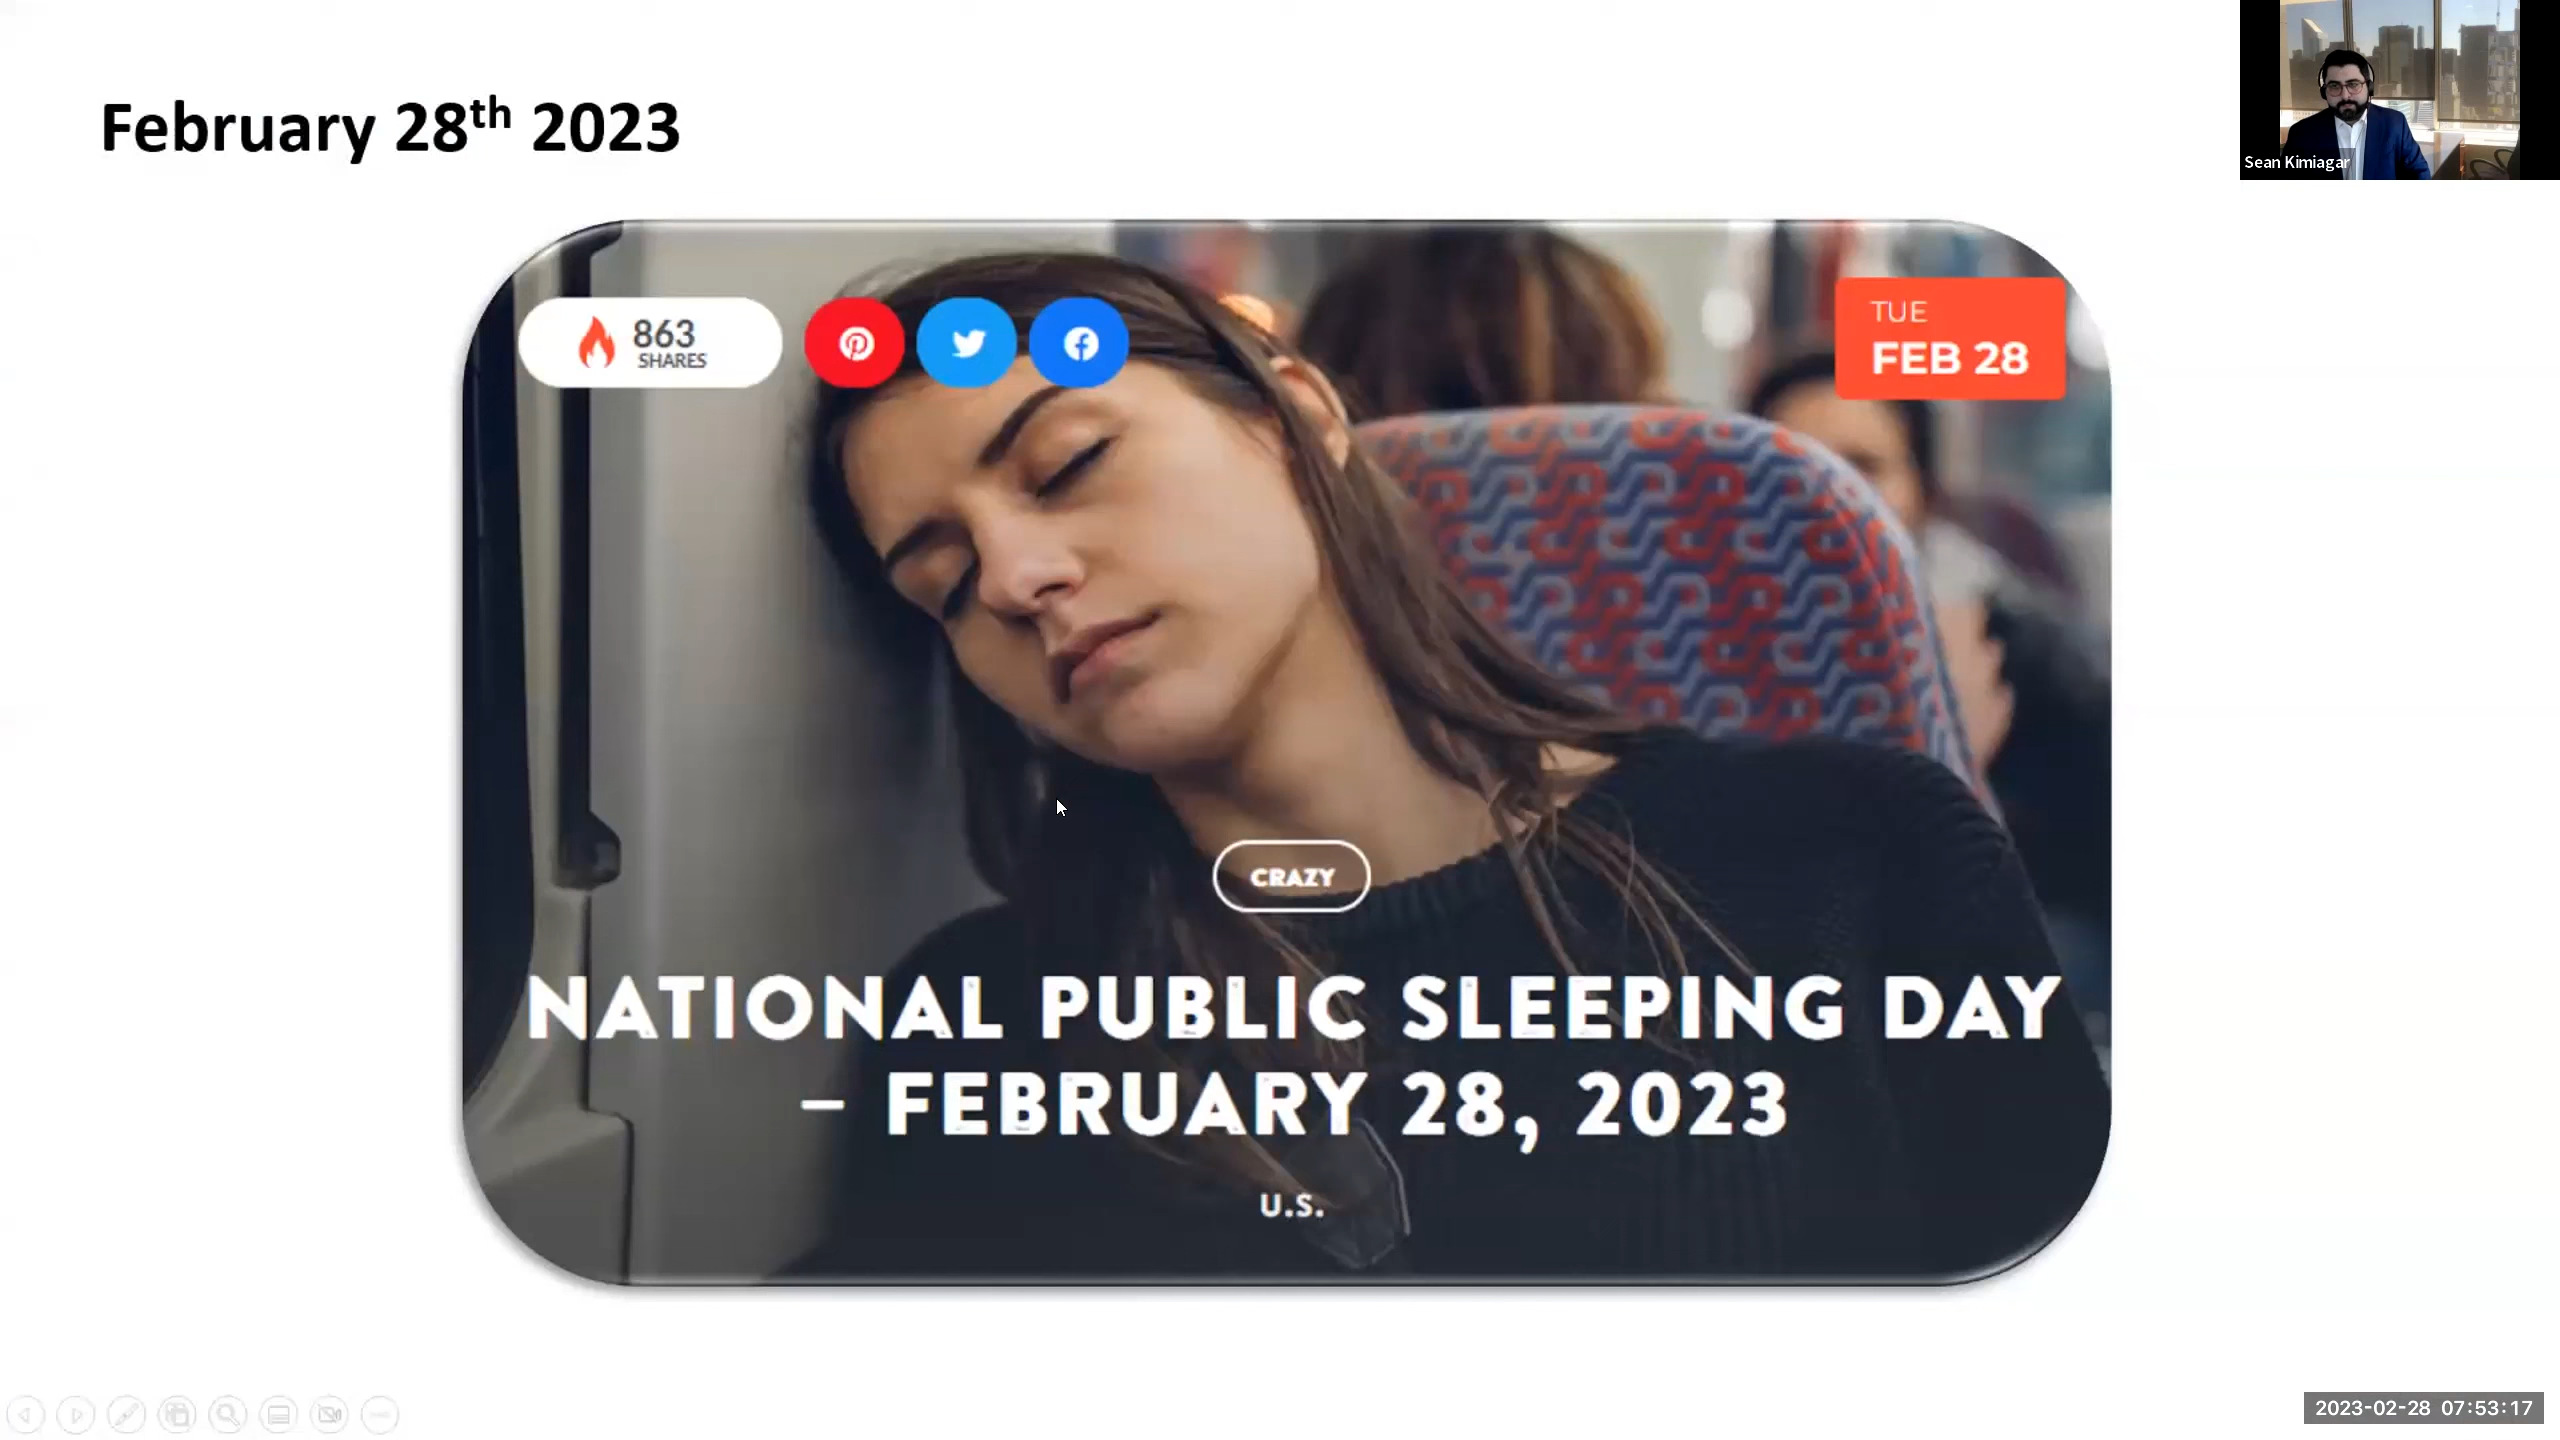 February 28th 2023
Sean Kimiagar
863
SHARES
TUE
FEB 28
CRAZY
NATIONAL PUBLIC SLEEPING DAY
– FEBRUARY 28, 2023
U.S.
2023-02-28 07:53:17